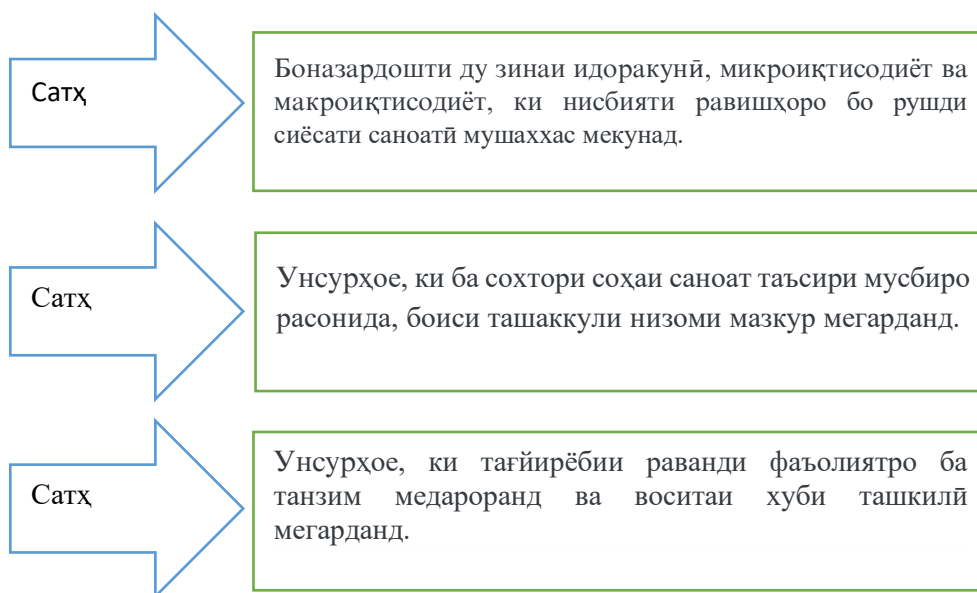 Сатҳ
Боназардошти ду зинаи идоракунӣ, микроиқтисодиёт ва
макроиқтисодиёт, ки нисбияти равишҳоро бо рушди
сиёсати саноатӣ мушаххас мекунад.
Сатҳ
Унсурҳое, ки ба сохтори соҳаи саноат таъсири мусбиро
расонида, боиси ташаккули низоми мазкур мегарданд.
Сатҳ
Унсурҳое, ки тағйирёбии раванди фаъолиятро ба
танзим медароранд ва воситаи хуби ташкилӣ
мегарданд.